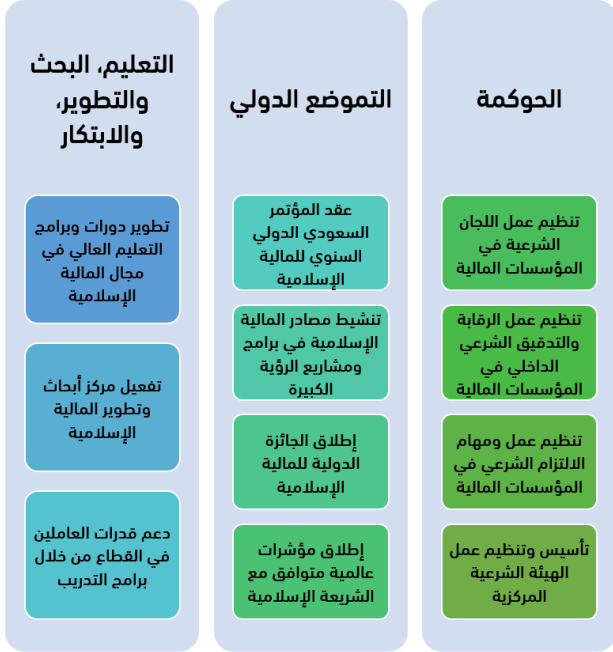 الحوكمة
تنظيم عمل اللجان
الشرعية في
المؤسسات المالية
تنظيم عمل الرقابة
والتدقيق الشرعي
الداخلي في
المؤسسات المالية
تنظيم عمل ومهام
الالتزام الشرعي في
المؤسسات المالية
تأسيس وتنظيم عمل
الهيئة الشرعية
المركزية
التموضع الدولي
عقد المؤتمر
السعودي الدولي
السنوي للمالية
الإسلامية
تنشيط مصادر المالية
الإسلامية في برامج
ومشاريع الرؤية
الكبيرة
إطلاق الجائزة
الدولية للمالية
الإسلامية
إطلاق مؤشرات
عالمية متوافق مع
الشريعة الإسلامية
التعليم، البحث
والتطوير،
والابتكار
تطوير دورات وبرامج
التعليم العالي في
مجال المالية
الإسلامية
تفعيل مركز أبحاث
وتطوير المالية
الإسلامية
دعم قدرات العاملين
في القطاع من خلال
برامج التدريب